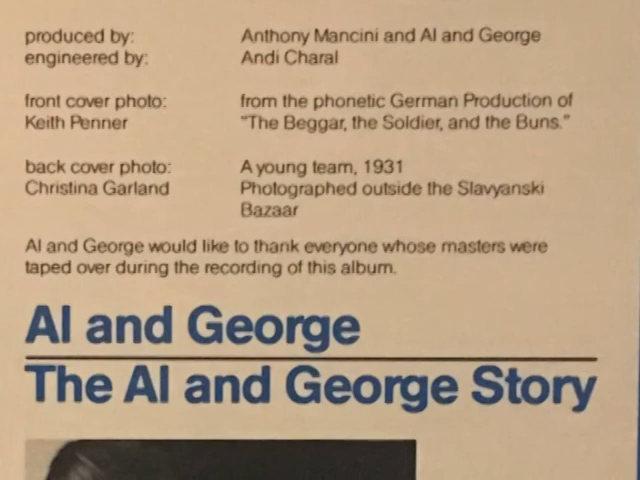 produced by: Anthony Mancini and Al and George
engineered by: Andi Charal
front cover photo: from the phonetic German Production of
Keith Penner "The Beggar, the Soldier, and the Buns."
back cover photo: A young team, 1931
Christina Garland Photographed outside the Slavyanski
Bazaar
Al and George would like to thank everyone whose masters were
taped over during the recording of this album.
Al and George
The Al and George Story